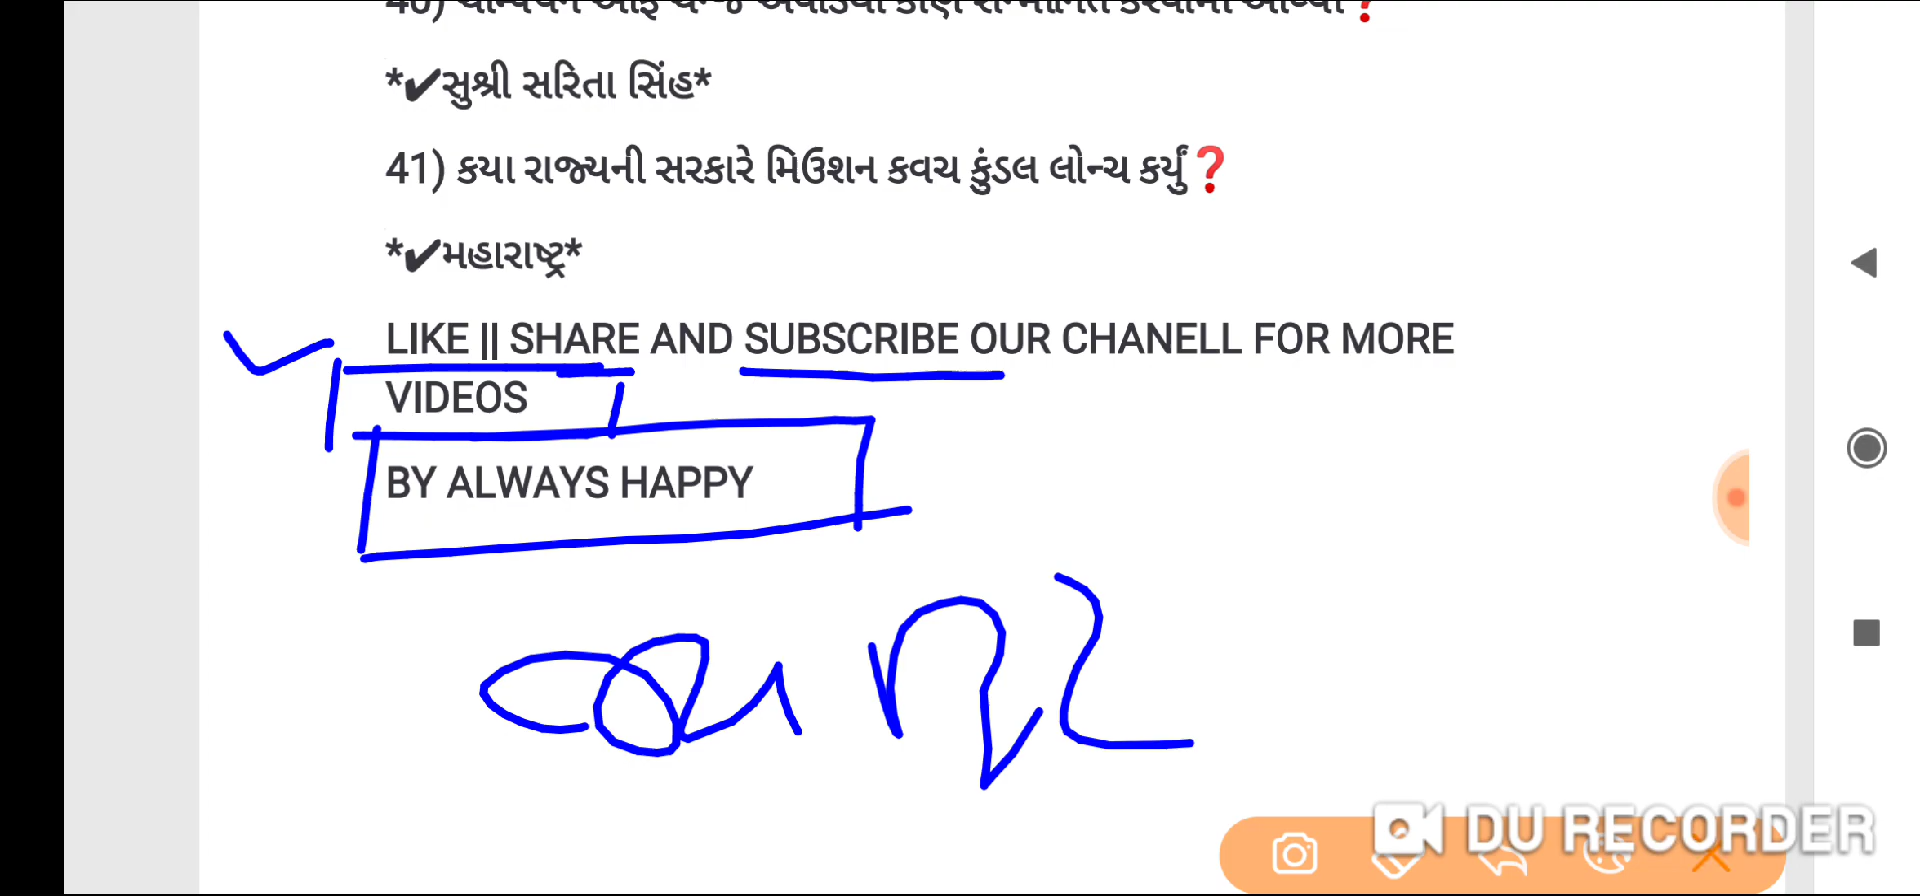 *✔સુશ્રી સરિતા સિંહ*
41) કયા રાજ્યની સરકારે મિઉશન કવચ કુંડલ લોન્ચ કર્યું❓
*✔મહારાષ્ટ્ર*
LIKE || SHARE AND SUBSCRIBE OUR CHANELL FOR MORE
VIDEOS
BY ALWAYS HAPPY
DU RECORDER